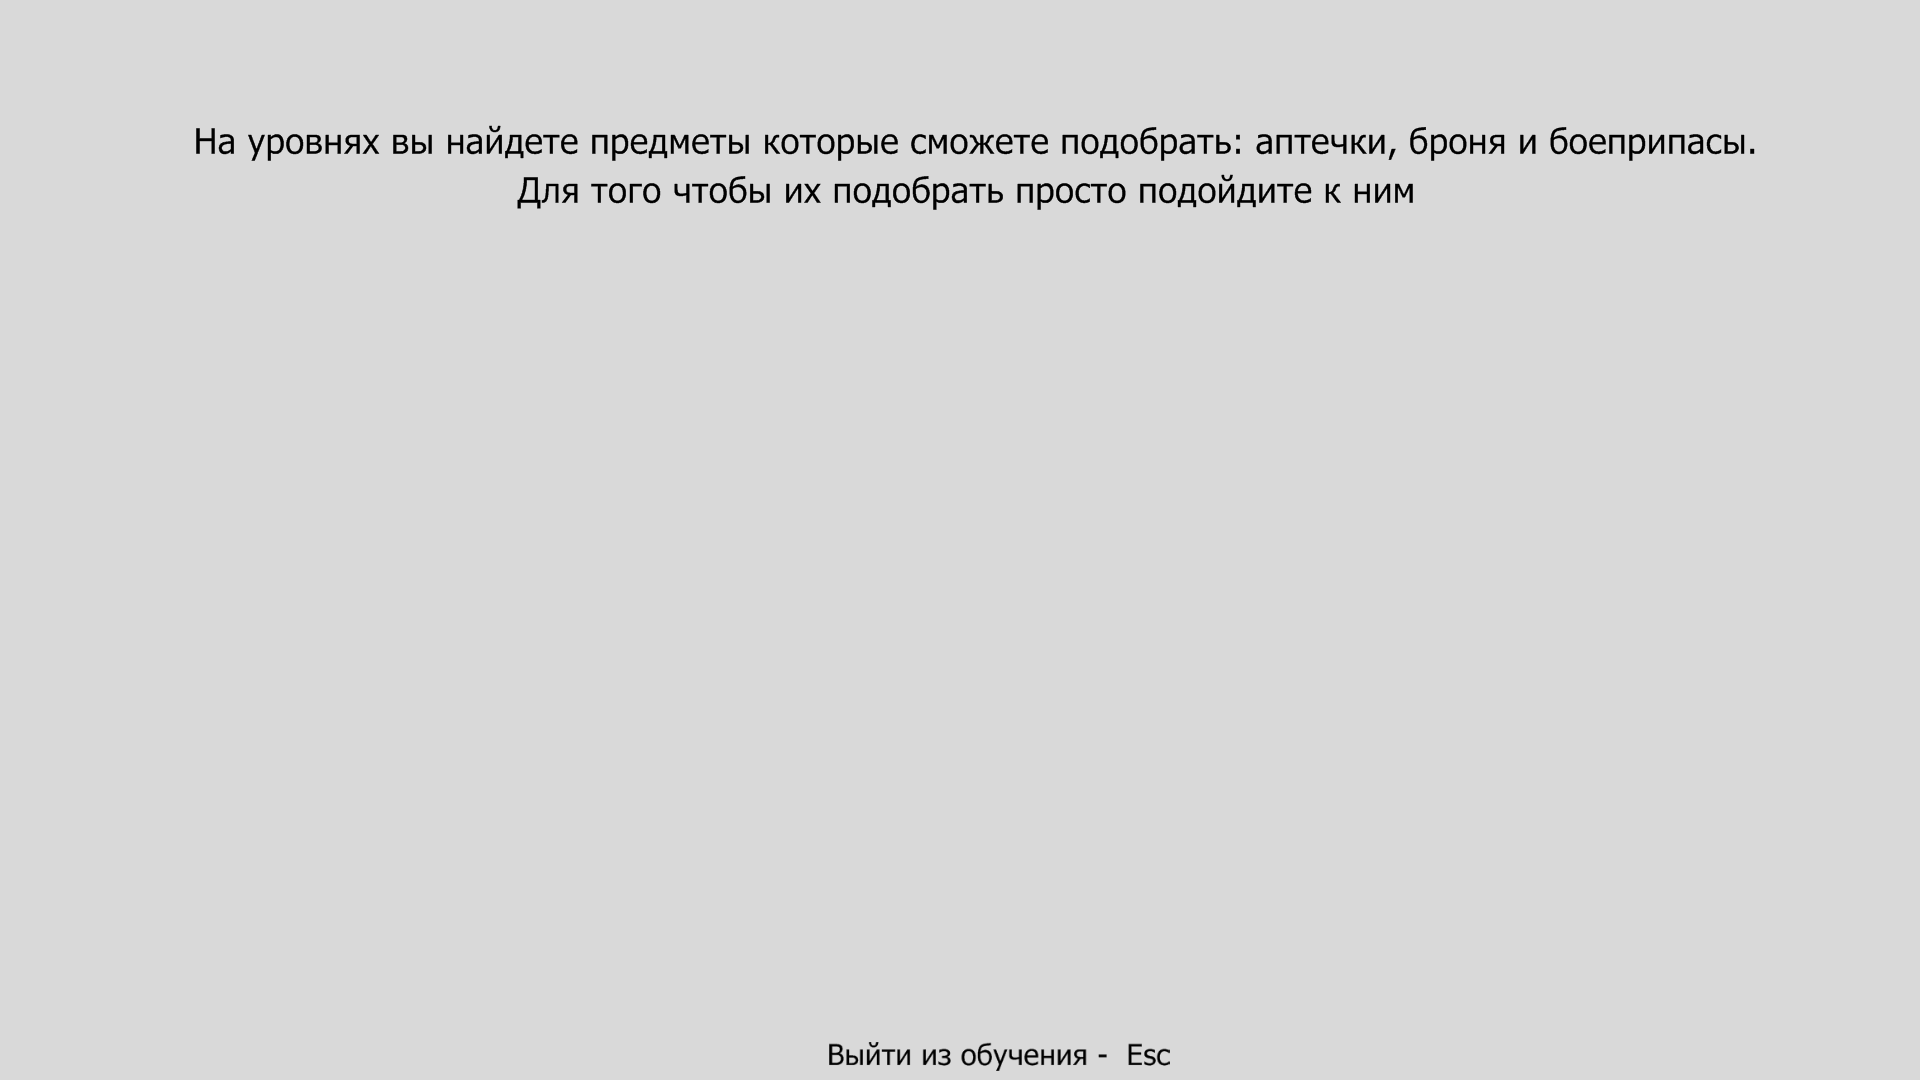 На уровнях вы найдете предметы которые сможете подобрать: аптечки, броня и боеприпасы.
Для того чтобы их подобрать просто подойдите к ним
Выйти из обучения - Esc